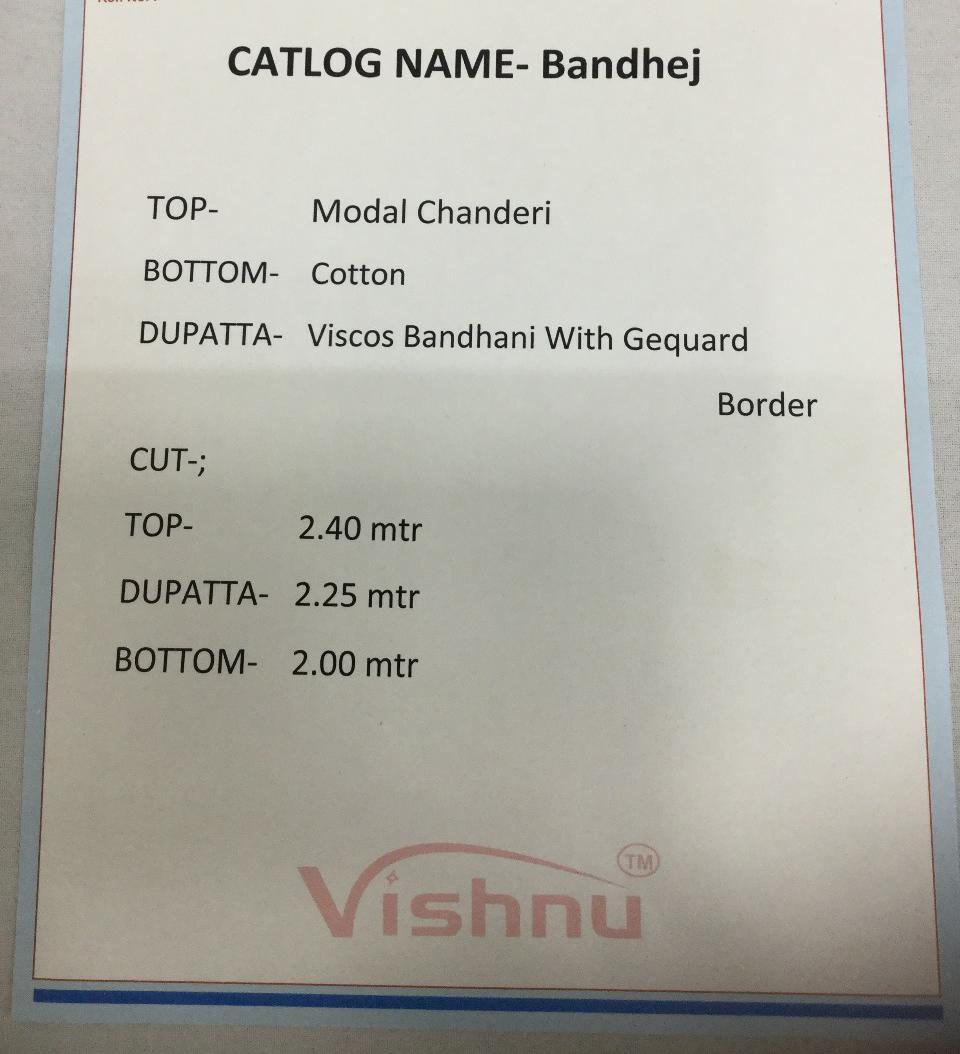 CATLOG NAME- Bandhej
TOP- Modal Chanderi
BOTTOM- Cotton
DUPATTA- Viscos Bandhani With Gequard
Border
CUT-;
TOP- 2.40 mtr
DUPATTA- 2.25 mtr
BOTTOM- 2.00 mtr
Vishnu TM